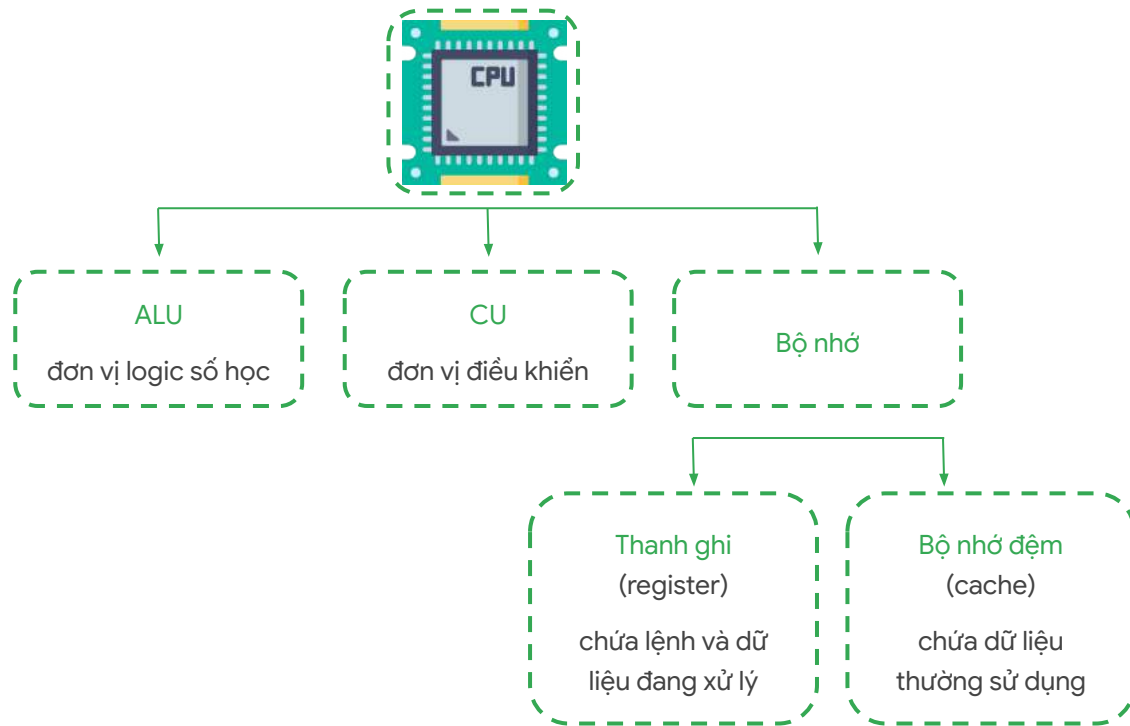 CPU
ALU
đơn vị logic số học
CU
đơn vị điều khiển
Bộ nhớ
Thanh ghi
(register)
chứa lệnh và dữ
liệu đang xử lý
Bộ nhớ đệm
(cache)
chứa dữ liệu
thường sử dụng